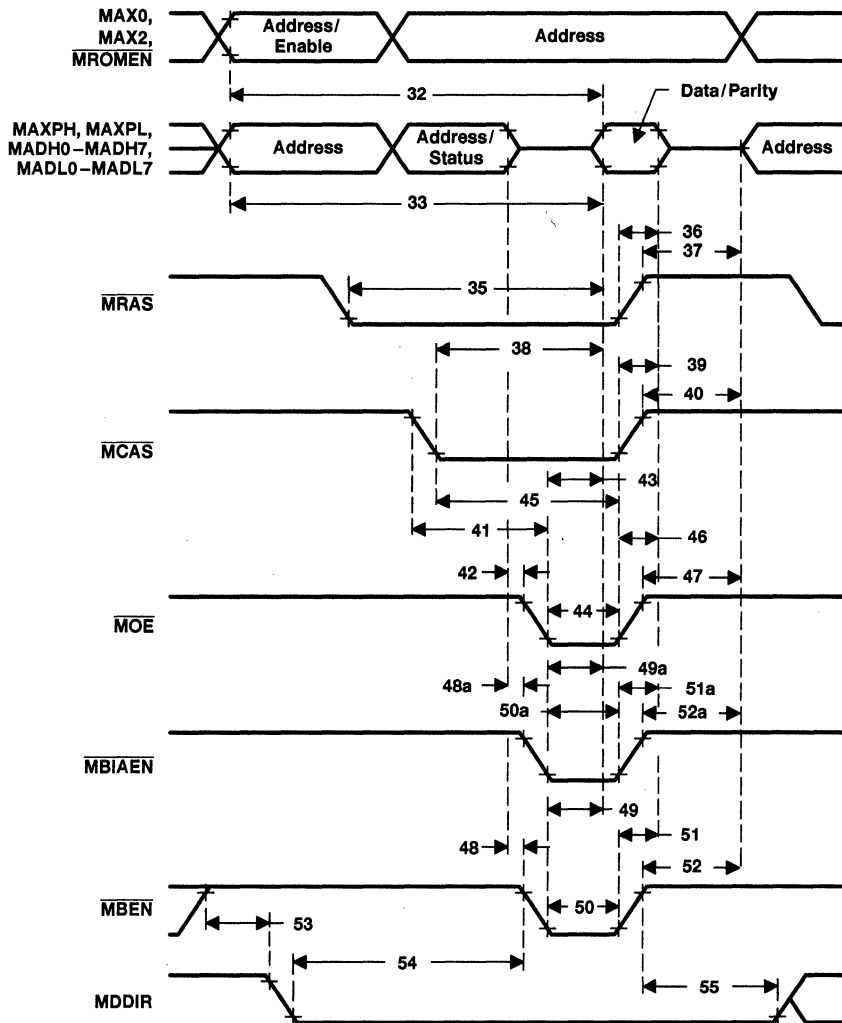 MAX0,
MAX2,
MROMEN
Address/
Enable
Address
32
Data/Parity
MAXPH, MAXPL,
MADH0–MADH7,
MADL0–MADL7
Address
Address/
Status
Address
33
36
37
MRAS
35
38
39
40
MCAS
43
45
41
46
42
47
MOE
44
48a
49a
50a
51a
52a
MBIAEN
49
48
51
52
MBEN
50
53
54
55
MDDIR